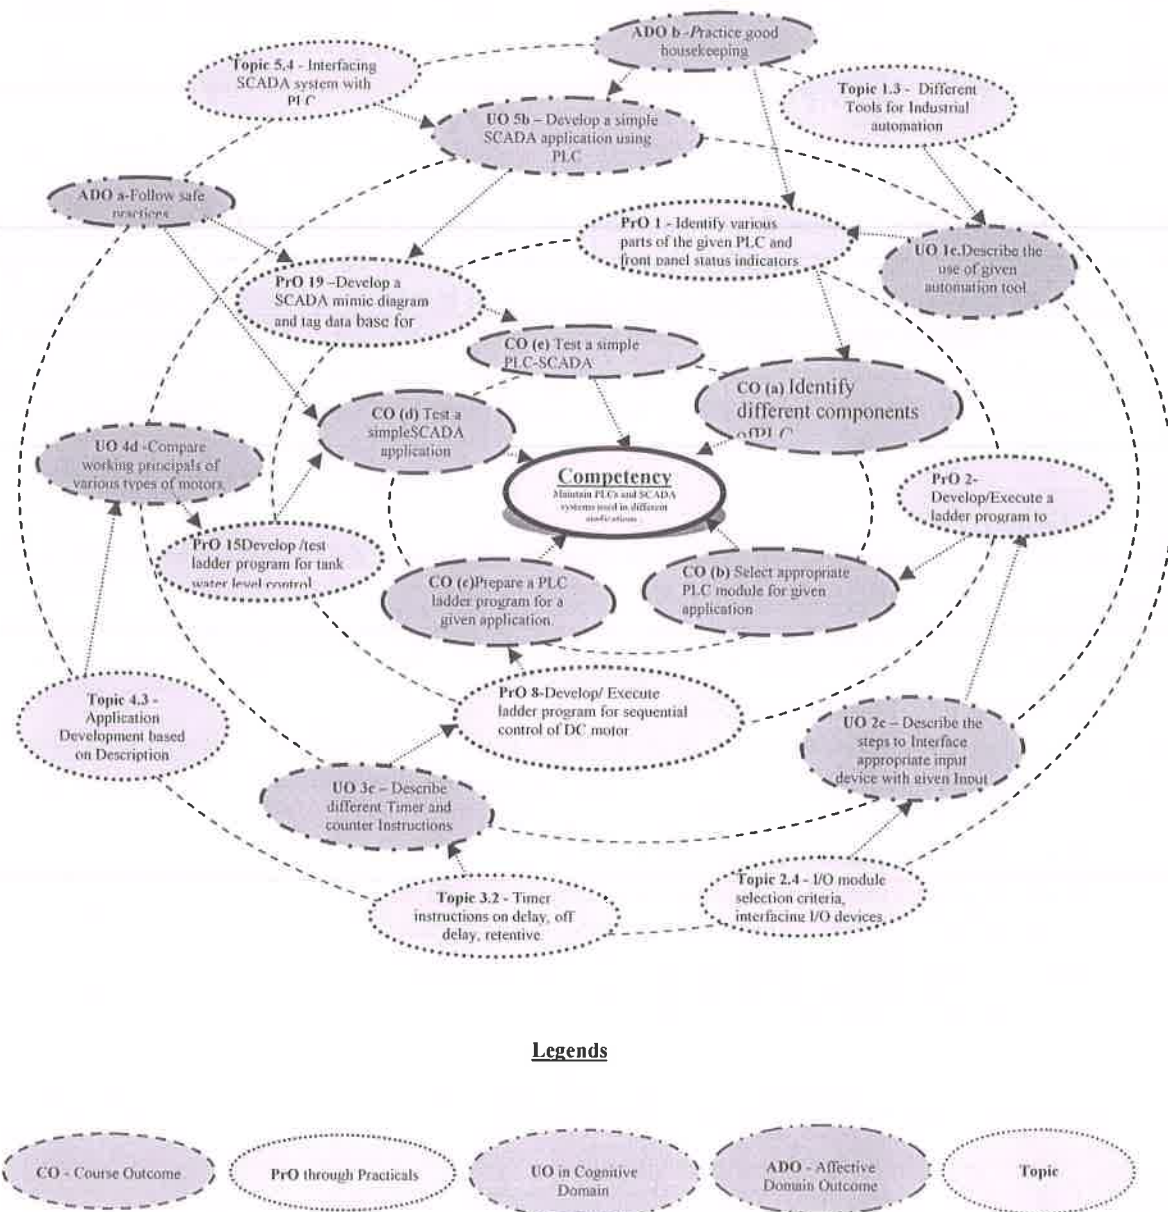 ADO b -Practice good
housekeeping
Topic 5.4 - Interfacing
SCADA system with
PLC
Topic 1.3 - Different
Tools for Industrial
automation
UO 5b – Develop a simple
SCADA application using
PLC
ADO a-Follow safe
practices
PrO 1 - Identify various
parts of the given PLC and
front panel status indicators
UO 1c.Describe the
use of given
automation tool
PrO 19 –Develop a
SCADA mimic diagram
and tag data base for
CO (e) Test a simple
PLC-SCADA
CO (a) Identify
different components
ofPLC
CO (d) Test a
simpleSCADA
application
UO 4d -Compare
working principals of
various types of motors.
Competency
Maintain PLCs and SCADA
systems used in different
applications
PrO 2-
Develop/Execute a
ladder program to
PrO 15Develop /test
ladder program for tank
water level control
CO (c)Prepare a PLC
ladder program for a
given application.
CO (b) Select appropriate
PLC module for given
application
Topic 4.3 -
Application
Development based
on Description
PrO 8-Develop/ Execute
ladder program for sequential
control of DC motor
UO 2c – Describe the
steps to Interface
appropriate input
device with given Input
UO 3c – Describe
different Timer and
counter Instructions
Topic 3.2 - Timer
instructions on delay, off
delay, retentive
Topic 2.4 - I/O module
selection criteria,
interfacing I/O devices,
Legends
CO - Course Outcome
PrO through Practicals
UO in Cognitive
Domain
ADO - Affective
Domain Outcome
Topic